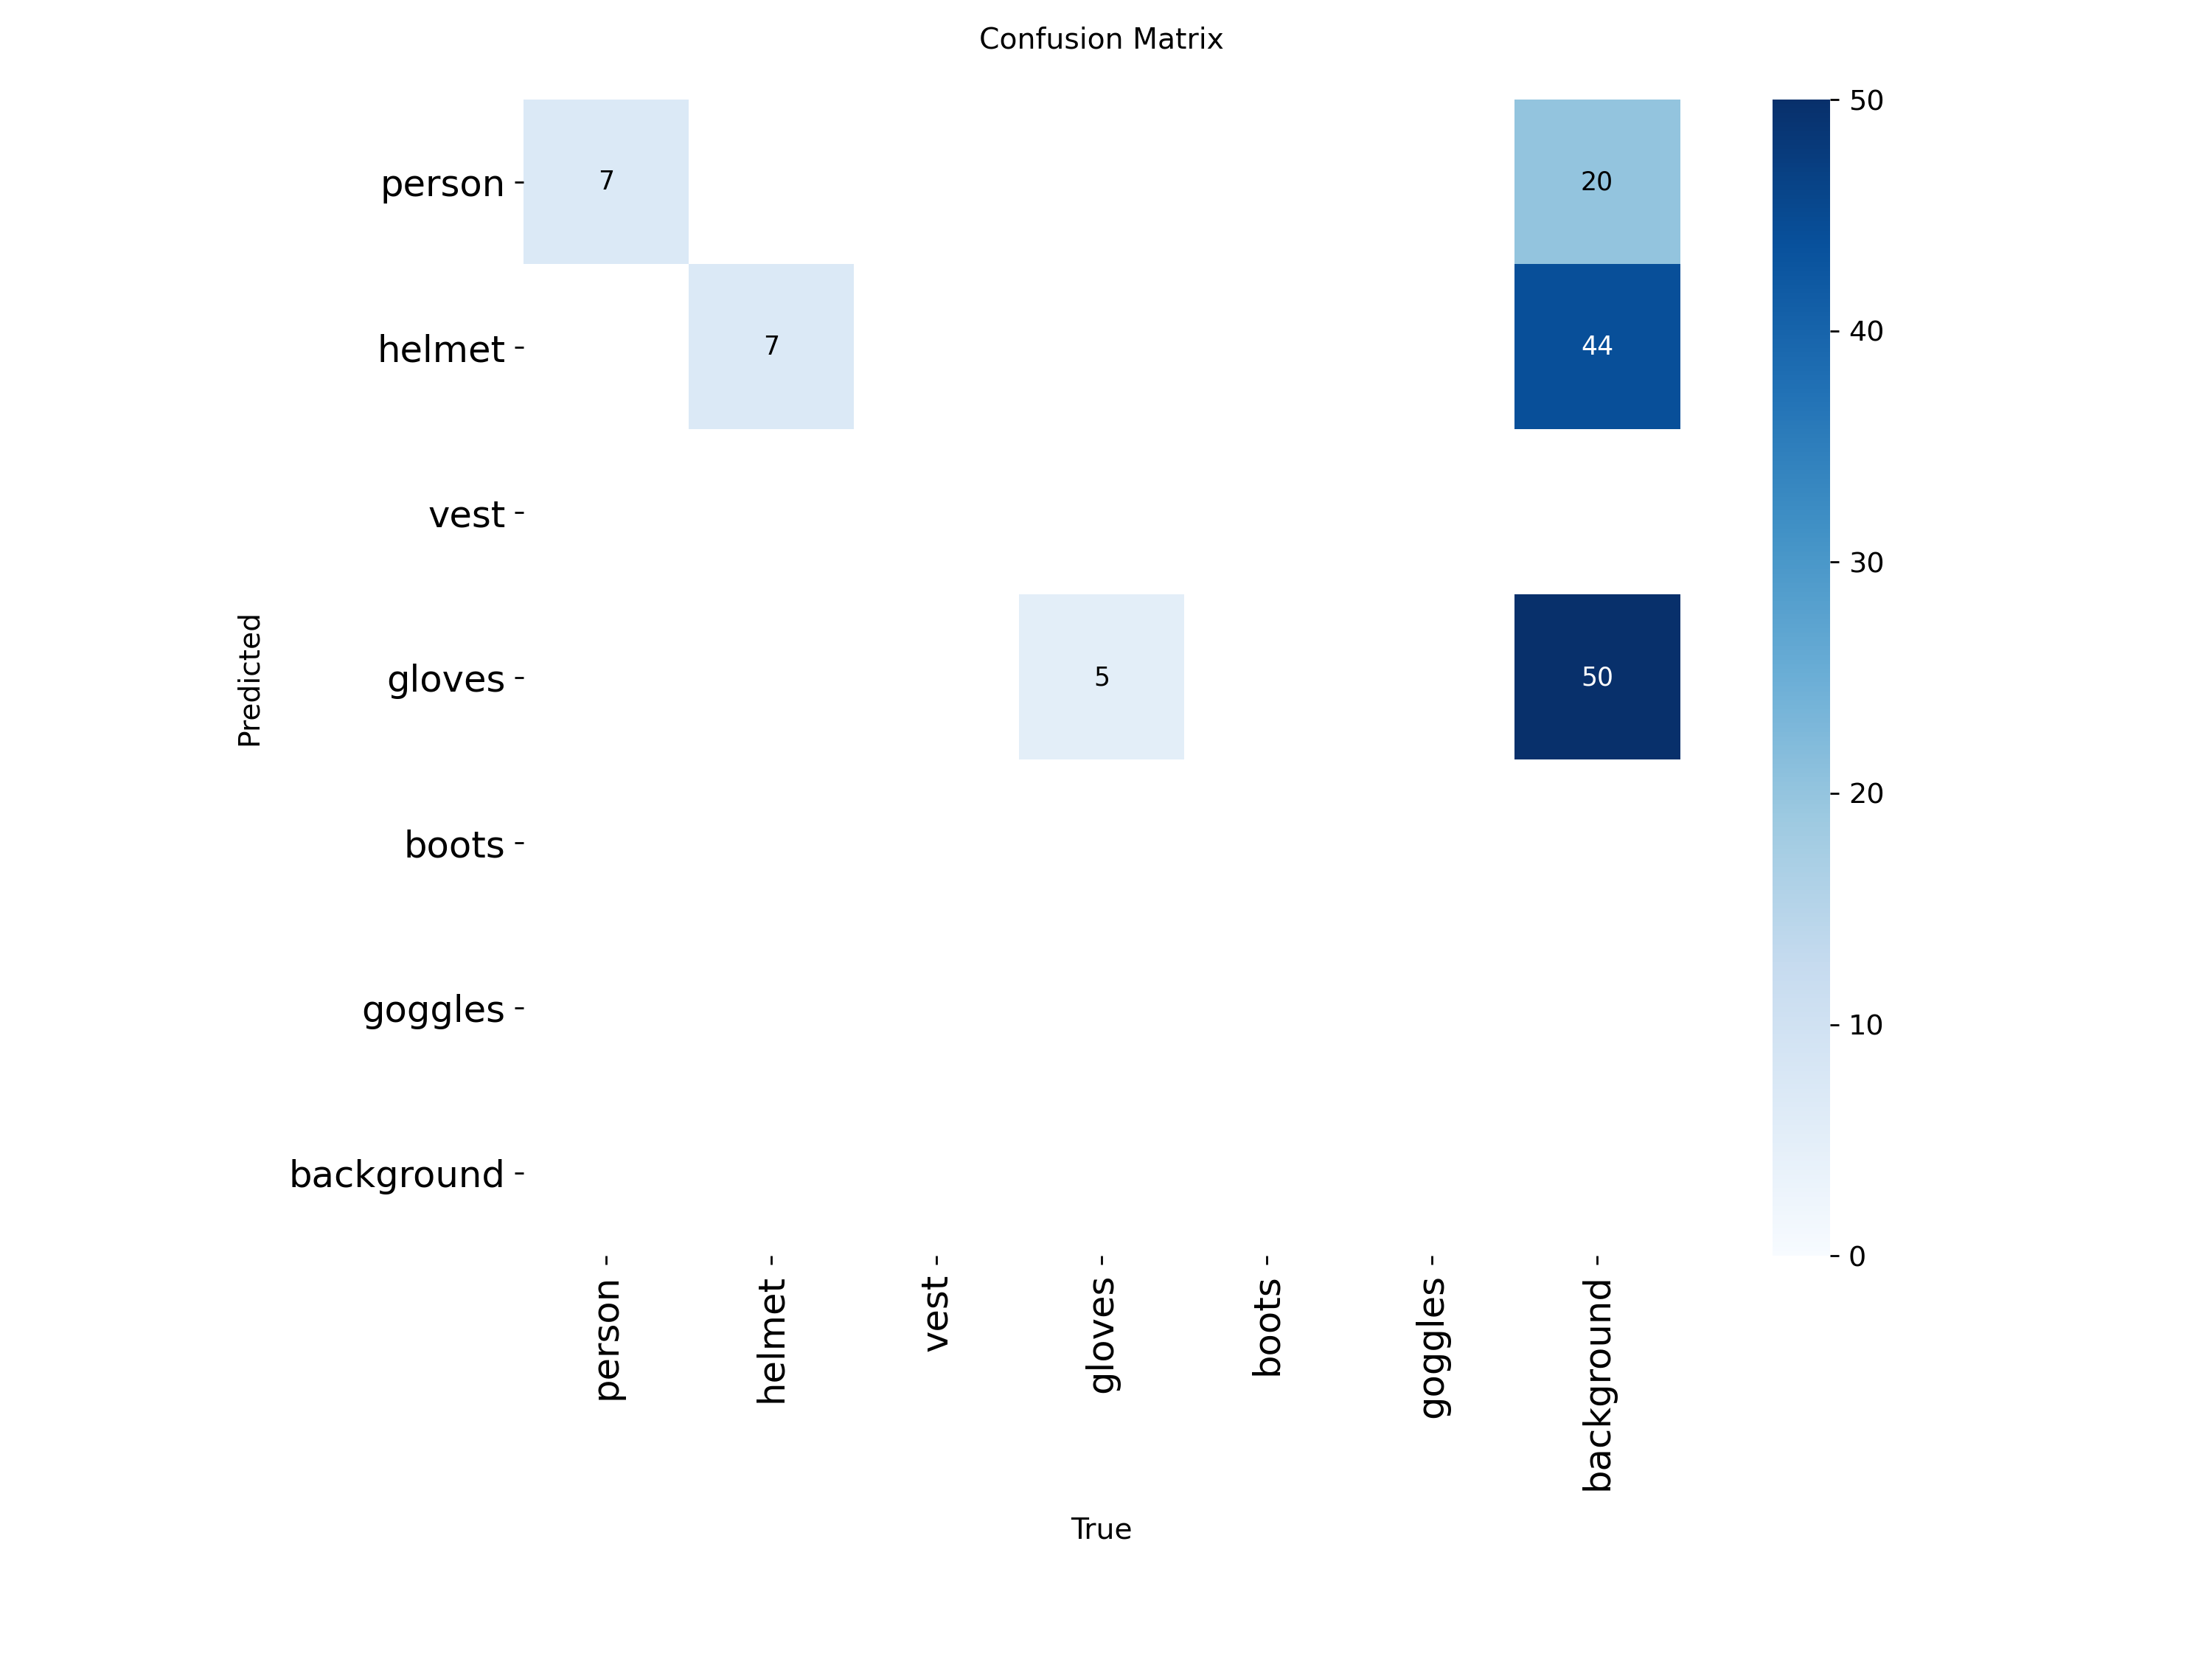 Confusion Matrix
person
7
20
helmet
7
44
vest
gloves
5
50
boots
goggles
background
Predicted
person
helmet
vest
gloves
boots
goggles
background
True
50
40
30
20
10
0